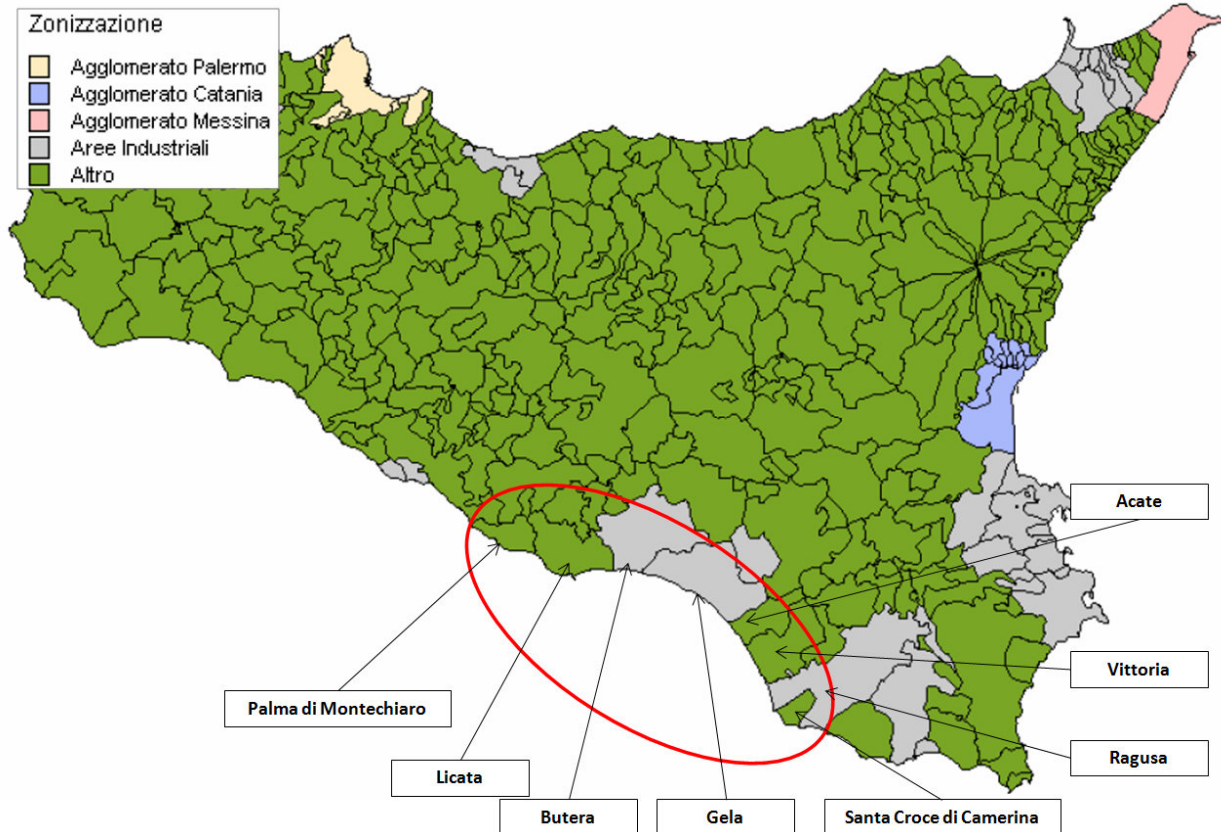 Zonizzazione
Agglomerato Palermo
Agglomerato Catania
Agglomerato Messina
Aree Industriali
Altro
Acate
Vittoria
Palma di Montechiaro
Ragusa
Licata
Butera
Gela
Santa Croce di Camerina